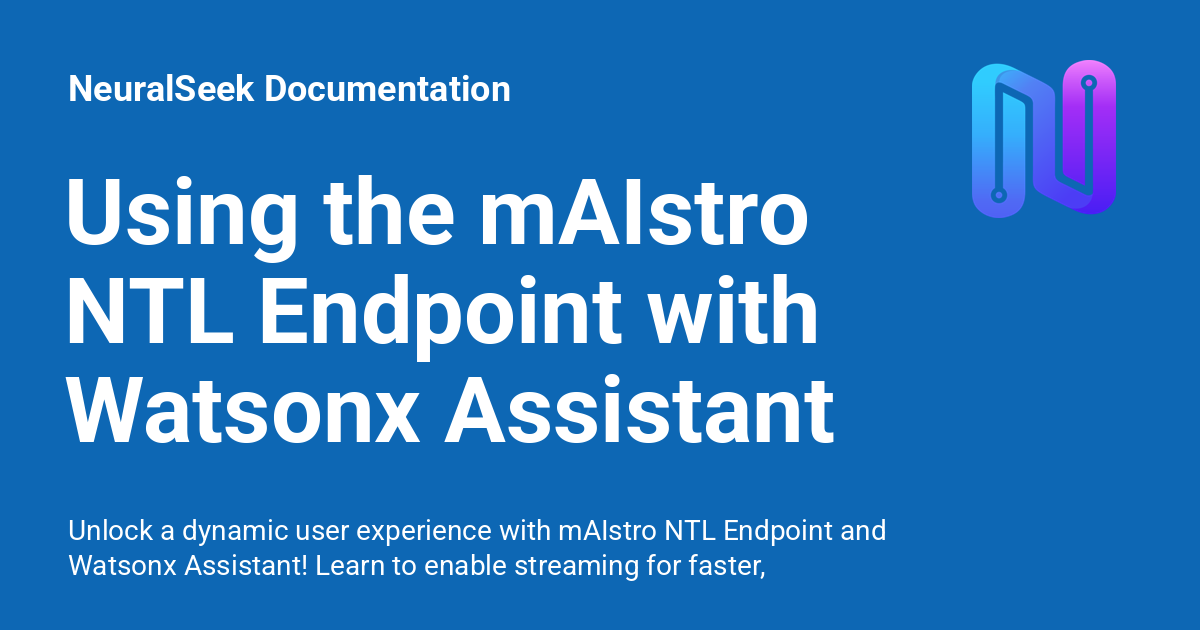 NeuralSeek Documentation
Using the mAIstro
NTL Endpoint with
Watsonx Assistant
Unlock a dynamic user experience with mAIstro NTL Endpoint and
Watsonx Assistant! Learn to enable streaming for faster,